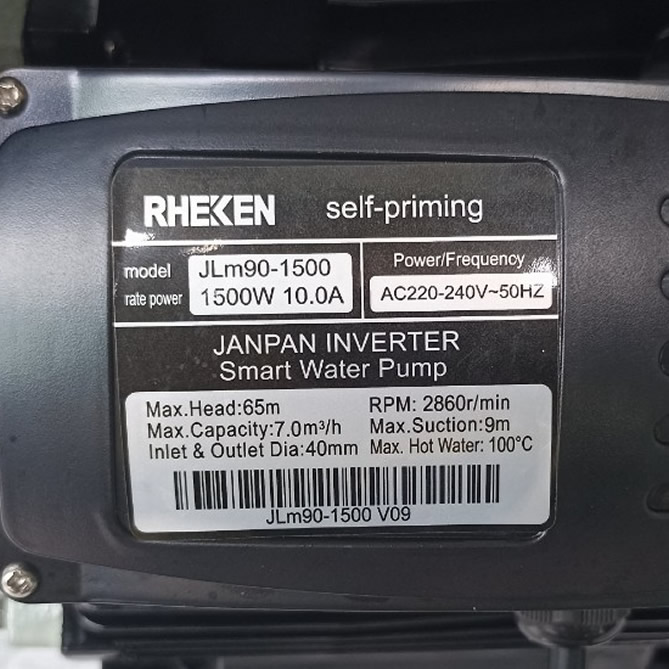 RHEKEN self-priming
model JLm90-1500
rate power 1500W 10.0A
Power/Frequency
AC220-240V~50HZ
JANPAN INVERTER
Smart Water Pump
Max.Head:65m RPM: 2860r/min
Max.Capacity:7.0m³/h Max.Suction:9m
Inlet & Outlet Dia:40mm Max. Hot Water: 100°C
JLm90-1500 V09